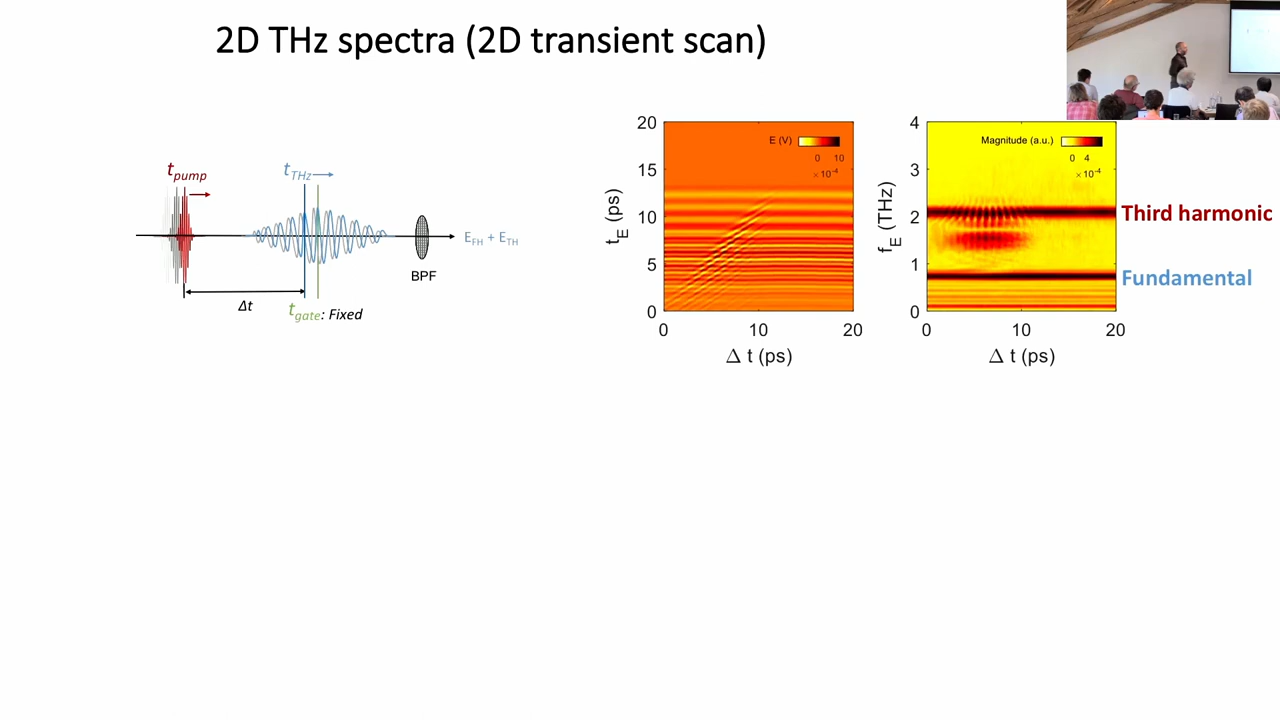 2D THz spectra (2D transient scan)
t_pump
t_THz
E_FH + E_TH
BPF
Δt
t_gate: Fixed
E (V)
0 10
×10^-4
20
15
10
5
0
t_E (ps)
0 10 20
Δ t (ps)
Magnitude (a.u.)
0 4
×10^-4
4
3
2
1
0
f_E (THz)
0 10 20
Δ t (ps)
Third harmonic
Fundamental